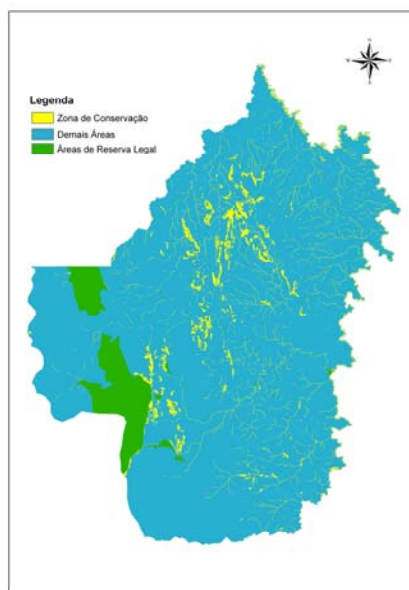 Legenda
Zona de Conservação
Demais Áreas
Áreas de Reserva Legal